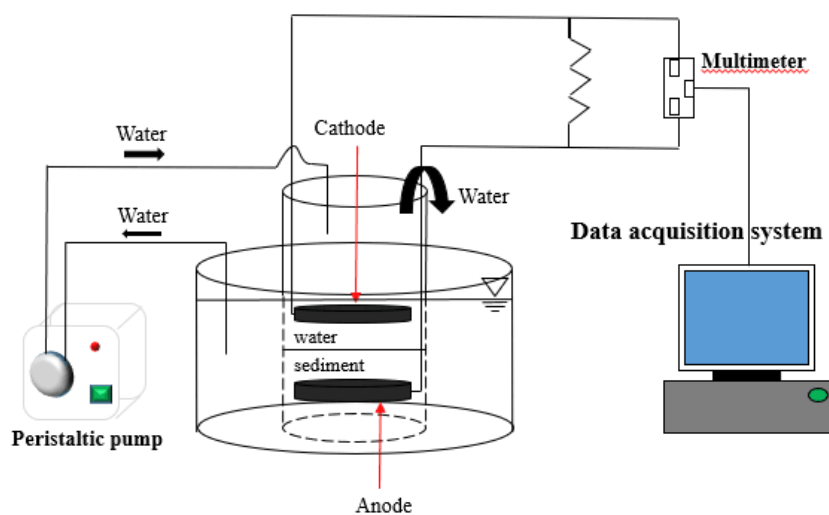 Multimeter
Water
Cathode
Water
Water
Data acquisition system
water
sediment
Peristaltic pump
Anode